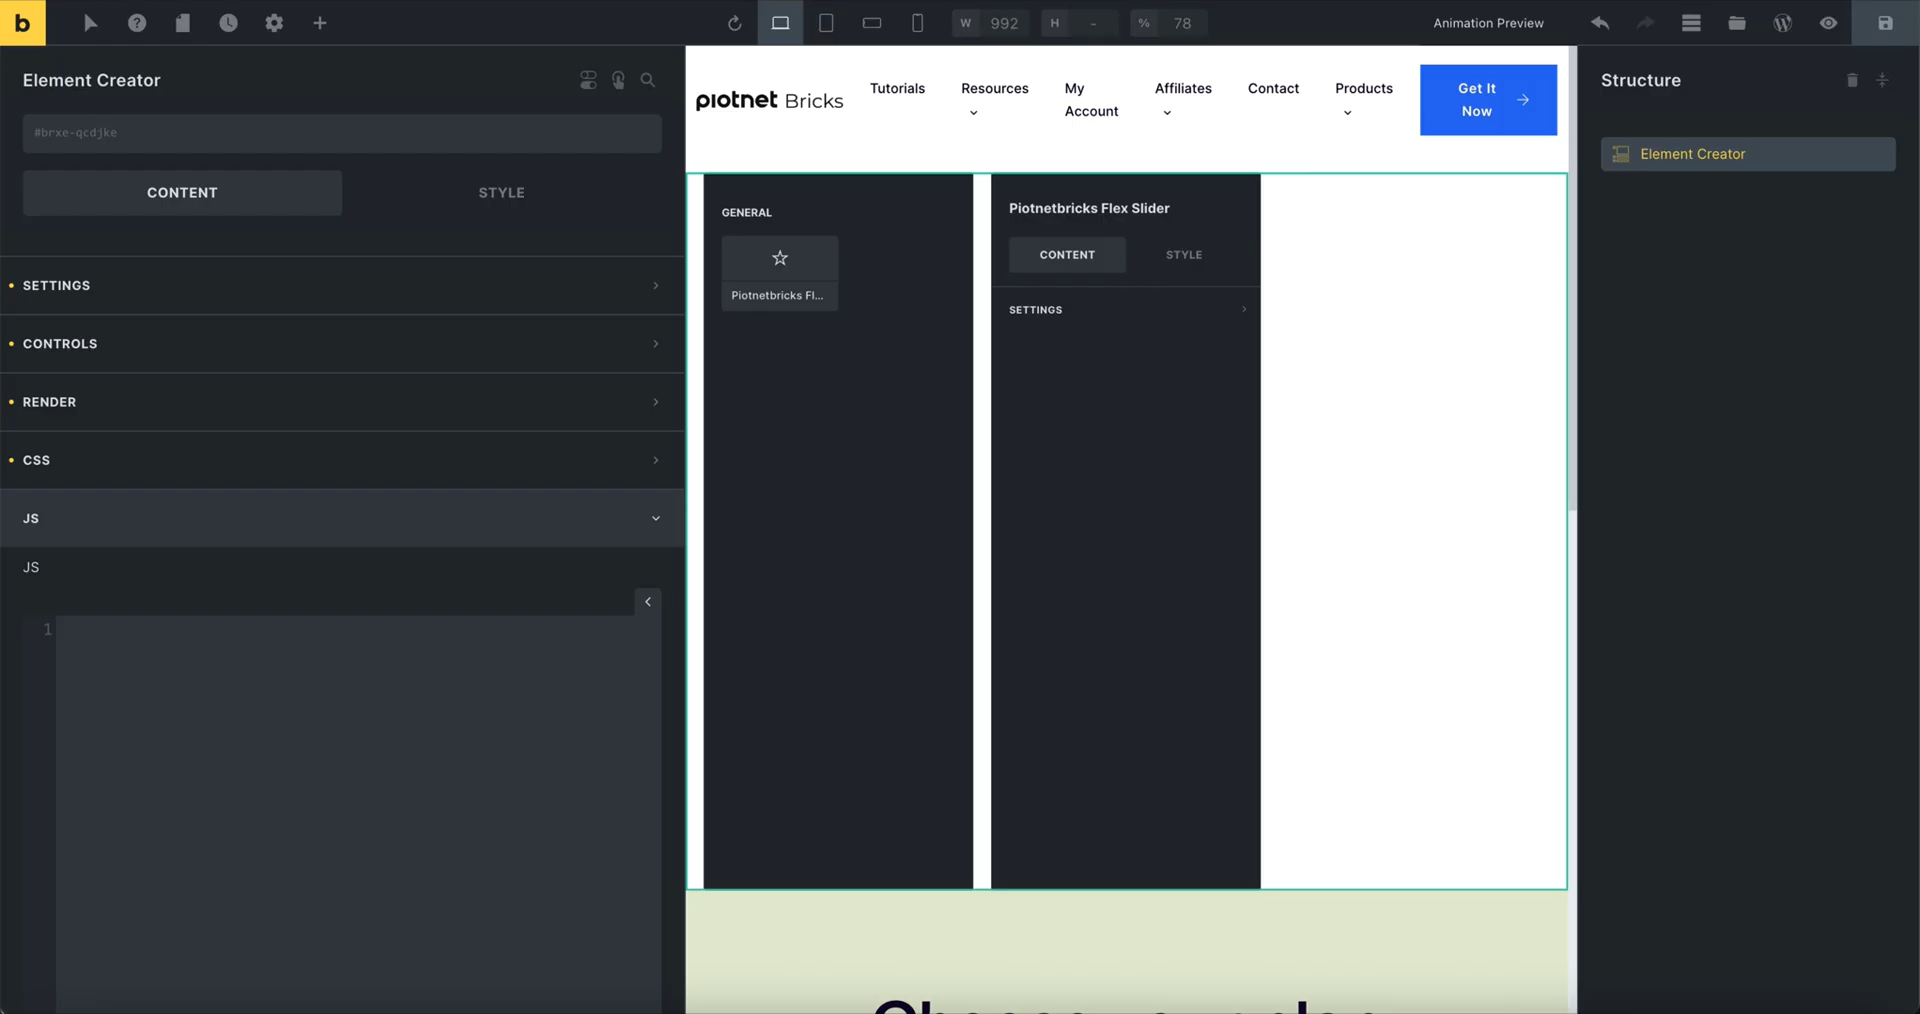 b
W 992
H -
% 78
Animation Preview
Element Creator
#brxe-qcdjke
CONTENT
STYLE
SETTINGS
CONTROLS
RENDER
CSS
JS
JS
1
piotnet Bricks
Tutorials
Resources
My
Account
Affiliates
Contact
Products
Get It
Now
GENERAL
Piotnetbricks Fl...
Piotnetbricks Flex Slider
CONTENT
STYLE
SETTINGS
Structure
Element Creator